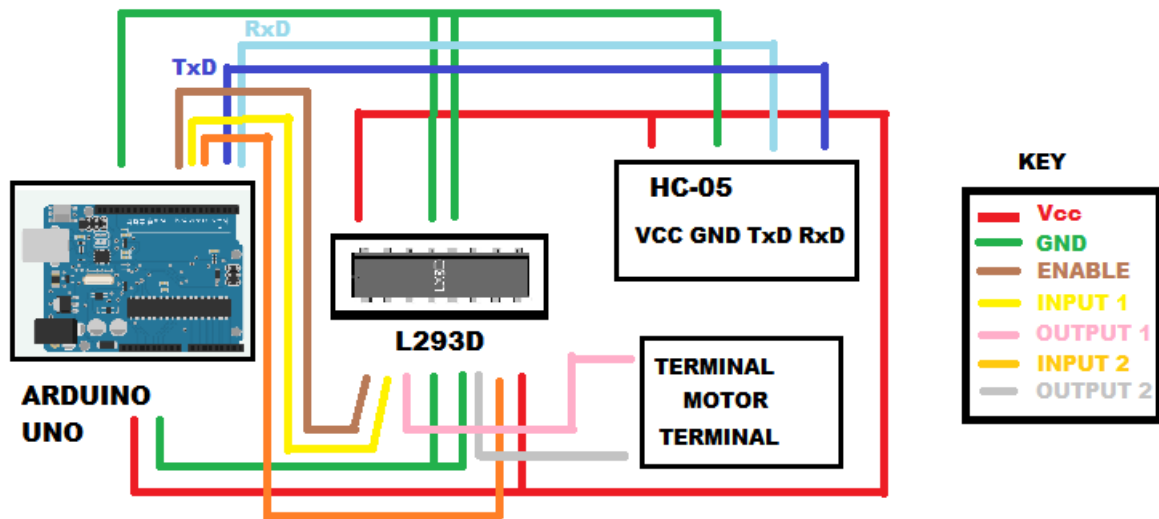 RxD
TxD
HC-05
VCC GND TxD RxD
L293D
TERMINAL
MOTOR
TERMINAL
ARDUINO
UNO
KEY
Vcc
GND
ENABLE
INPUT 1
OUTPUT 1
INPUT 2
OUTPUT 2